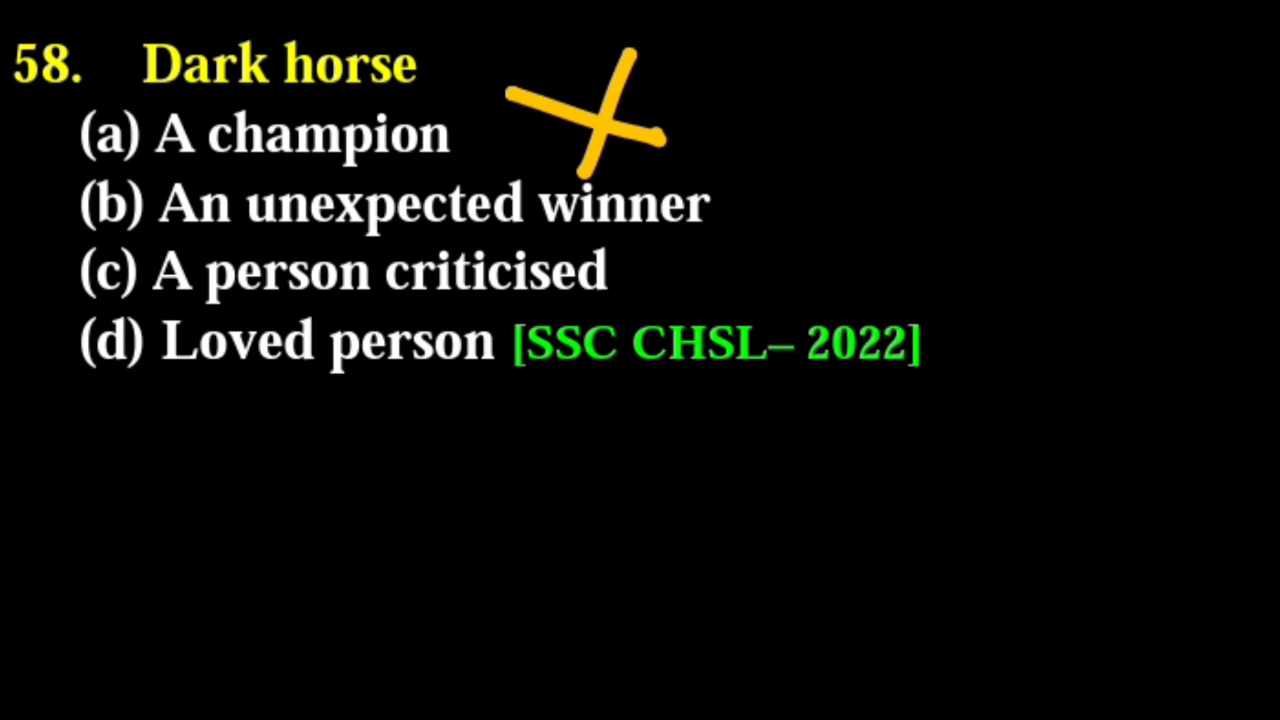 58. Dark horse
(a) A champion
(b) An unexpected winner
(c) A person criticised
(d) Loved person [SSC CHSL– 2022]